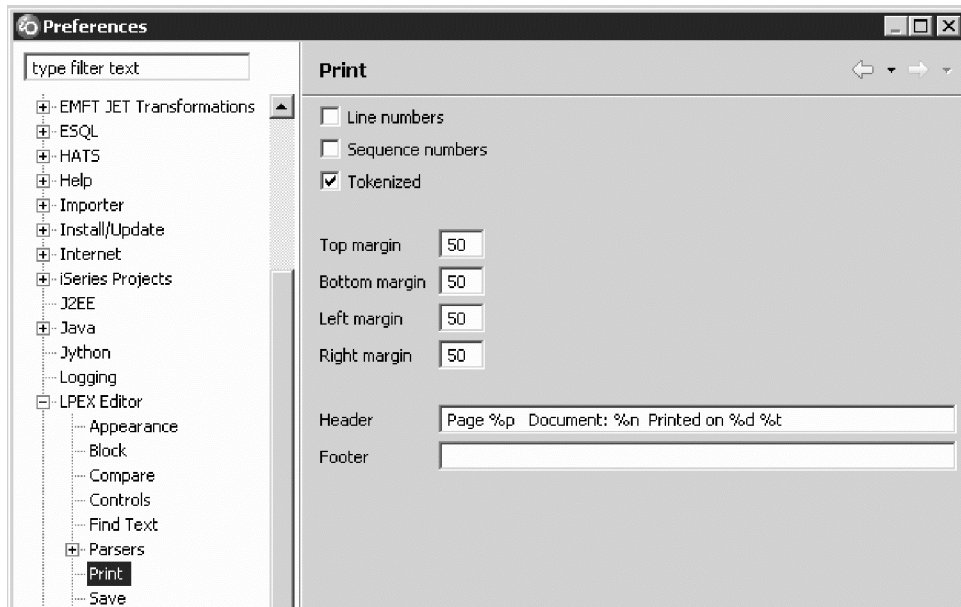 Preferences
type filter text
EMFT JET Transformations
ESQL
HATS
Help
Importer
Install/Update
Internet
iSeries Projects
J2EE
Java
Jython
Logging
LPEX Editor
Appearance
Block
Compare
Controls
Find Text
Parsers
Print
Save
Print
Line numbers
Sequence numbers
Tokenized
Top margin 50
Bottom margin 50
Left margin 50
Right margin 50
Header Page %p Document: %n Printed on %d %t
Footer